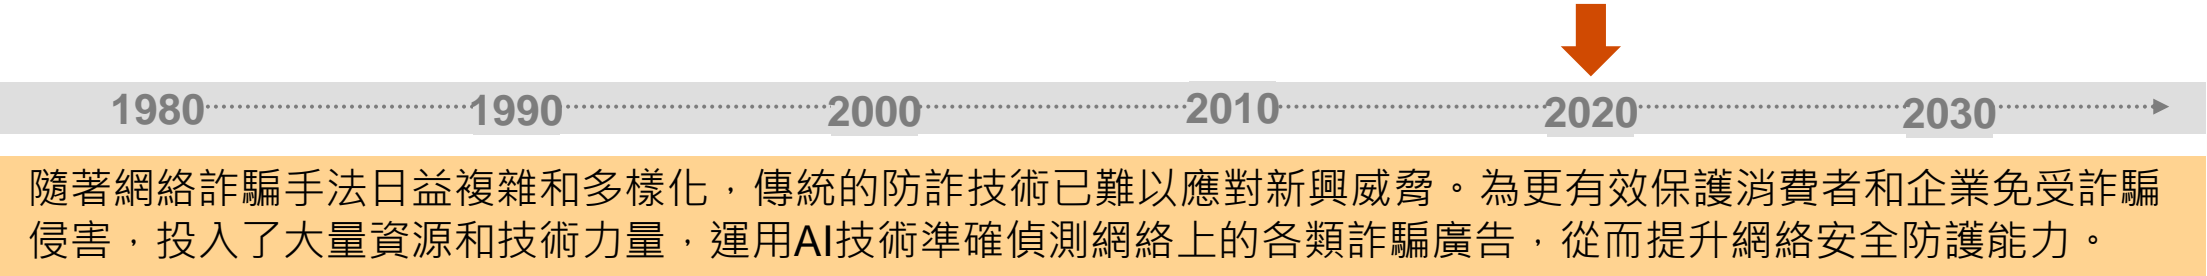 1980 1990 2000 2010 2020 2030
隨著網絡詐騙手法日益複雜和多樣化，傳統的防詐技術已難以應對新興威脅。為更有效保護消費者和企業免受詐騙
侵害，投入了大量資源和技術力量，運用AI技術準確偵測網絡上的各類詐騙廣告，從而提升網絡安全防護能力。